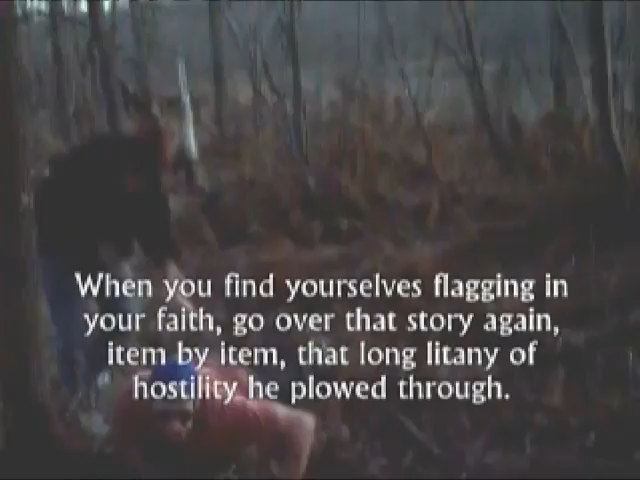 When you find yourselves flagging in
your faith, go over that story again,
item by item, that long litany of
hostility he plowed through.